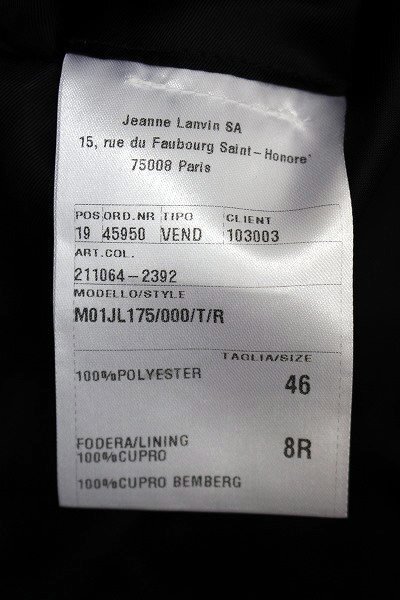 Jeanne Lanvin SA
15, rue du Faubourg Saint-Honore'
75008 Paris
POS ORD.NR TIPO CLIENT
19 45950 VEND 103003
ART.COL.
211064-2392
MODELLO/STYLE
M01JL175/000/T/R
TAGLIA/SIZE
100%POLYESTER 46
FODERA/LINING 8R
100%CUPRO
100%CUPRO BEMBERG